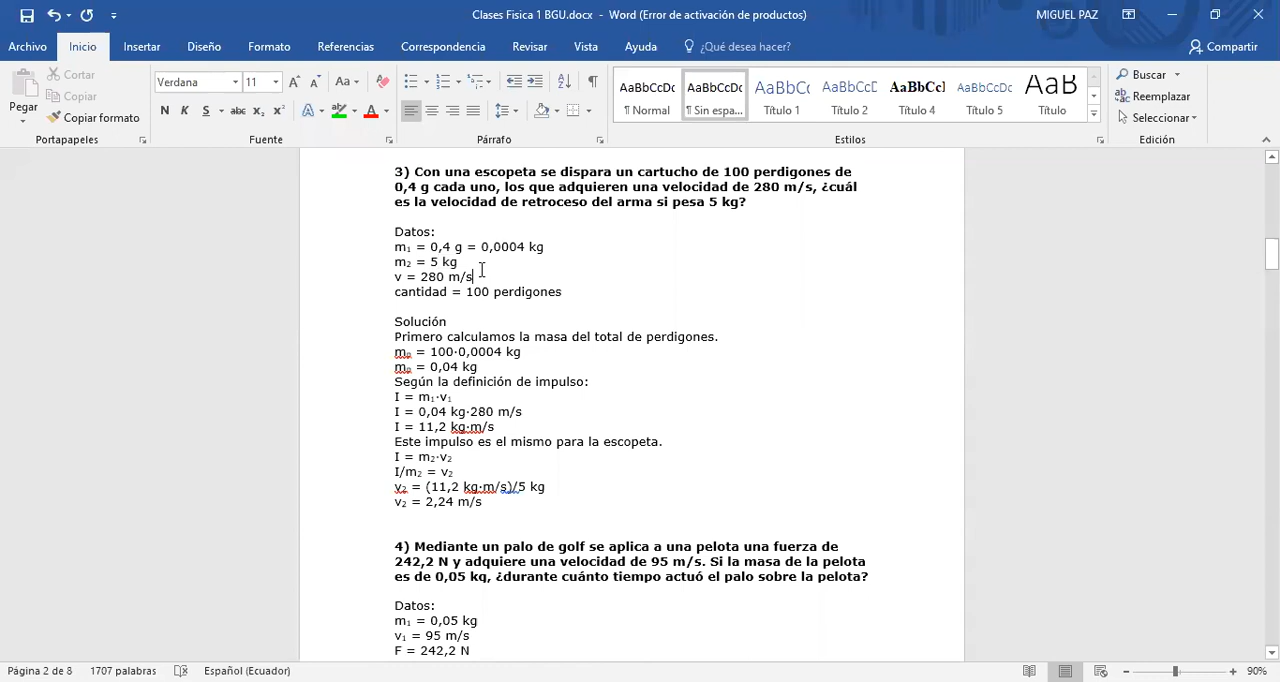 Clases Fisica 1 BGU.docx - Word (Error de activación de productos)
MIGUEL PAZ
Archivo Inicio Insertar Diseño Formato Referencias Correspondencia Revisar Vista Ayuda ¿Qué desea hacer? Compartir
Pegar
Cortar
Copiar
Copiar formato
Portapapeles
Verdana 11
Aa
N K S abc x₂ x²
A A
Fuente
Párrafo
AaBbCcDc AaBbCcDc AaBbCc AaBbCcD AaBbCcI AaBbCcDc AaB
¶ Normal ¶ Sin espa... Título 1 Título 2 Título 4 Título 5 Título
Estilos
Buscar
Reemplazar
Seleccionar
Edición
3) Con una escopeta se dispara un cartucho de 100 perdigones de
0,4 g cada uno, los que adquieren una velocidad de 280 m/s, ¿cuál
es la velocidad de retroceso del arma si pesa 5 kg?
Datos:
m₁ = 0,4 g = 0,0004 kg
m₂ = 5 kg
v = 280 m/s
cantidad = 100 perdigones
Solución
Primero calculamos la masa del total de perdigones.
mₚ = 100·0,0004 kg
mₚ = 0,04 kg
Según la definición de impulso:
I = m₁·v₁
I = 0,04 kg·280 m/s
I = 11,2 kg·m/s
Este impulso es el mismo para la escopeta.
I = m₂·v₂
I/m₂ = v₂
v₂ = (11,2 kg·m/s)/5 kg
v₂ = 2,24 m/s
4) Mediante un palo de golf se aplica a una pelota una fuerza de
242,2 N y adquiere una velocidad de 95 m/s. Si la masa de la pelota
es de 0,05 kg, ¿durante cuánto tiempo actuó el palo sobre la pelota?
Datos:
m₁ = 0,05 kg
v₁ = 95 m/s
F = 242,2 N
Página 2 de 8 1707 palabras Español (Ecuador) 90%